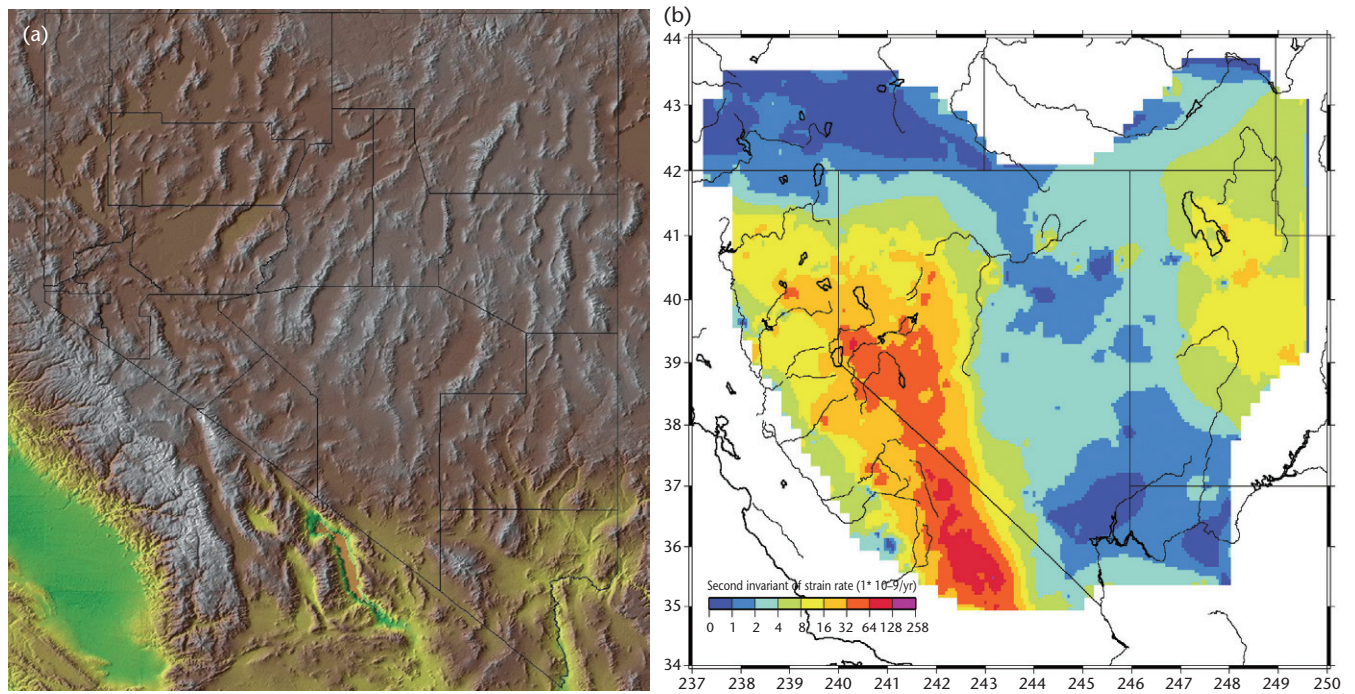 (a)
(b)
44
43
42
41
40
39
38
37
36
35
34
Second invariant of strain rate (1* 10–9/yr)
0 1 2 4 8 16 32 64 128 258
237 238 239 240 241 242 243 244 245 246 247 248 249 250